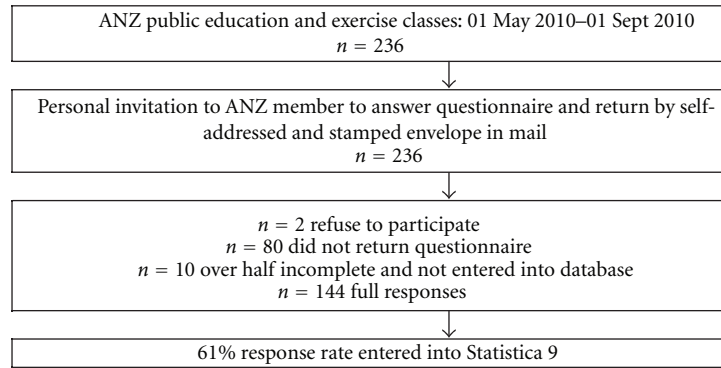 ANZ public education and exercise classes: 01 May 2010–01 Sept 2010
n = 236
Personal invitation to ANZ member to answer questionnaire and return by self-
addressed and stamped envelope in mail
n = 236
n = 2 refuse to participate
n = 80 did not return questionnaire
n = 10 over half incomplete and not entered into database
n = 144 full responses
61% response rate entered into Statistica 9